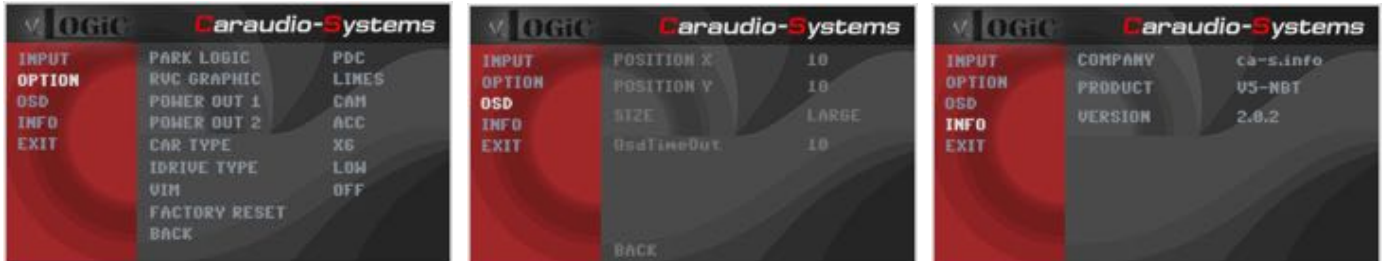 V.LOGiC Caraudio-Systems
INPUT PARK LOGIC PDC
OPTION RVC GRAPHIC LINES
OSD POWER OUT 1 CAM
INFO POWER OUT 2 ACC
EXIT CAR TYPE X6
IDRIVE TYPE LOW
VIM OFF
FACTORY RESET
BACK
V.LOGiC Caraudio-Systems
INPUT POSITION X 10
OPTION POSITION Y 10
OSD SIZE LARGE
INFO
EXIT OsdTimeOut 10
BACK
V.LOGiC Caraudio-Systems
INPUT COMPANY ca-s.info
OPTION PRODUCT V5-NBT
OSD
INFO VERSION 2.0.2
EXIT